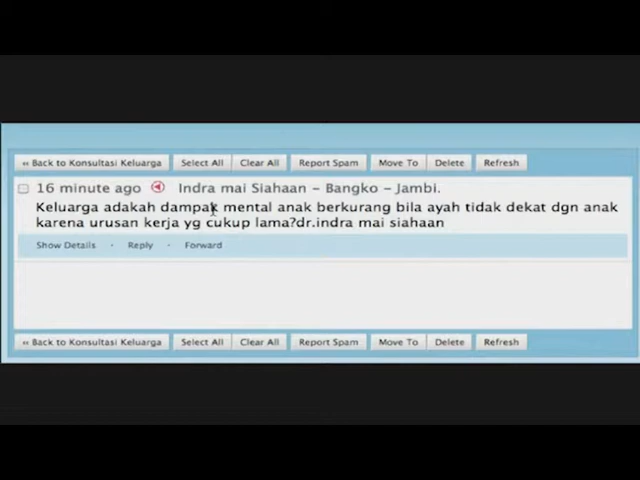 ‹‹ Back to Konsultasi Keluarga Select All Clear All Report Spam Move To Delete Refresh
16 minute ago Indra mai Siahaan - Bangko - Jambi.
Keluarga adakah dampak mental anak berkurang bila ayah tidak dekat dgn anak
karena urusan kerja yg cukup lama?dr.indra mai siahaan
Show Details · Reply · Forward
‹‹ Back to Konsultasi Keluarga Select All Clear All Report Spam Move To Delete Refresh